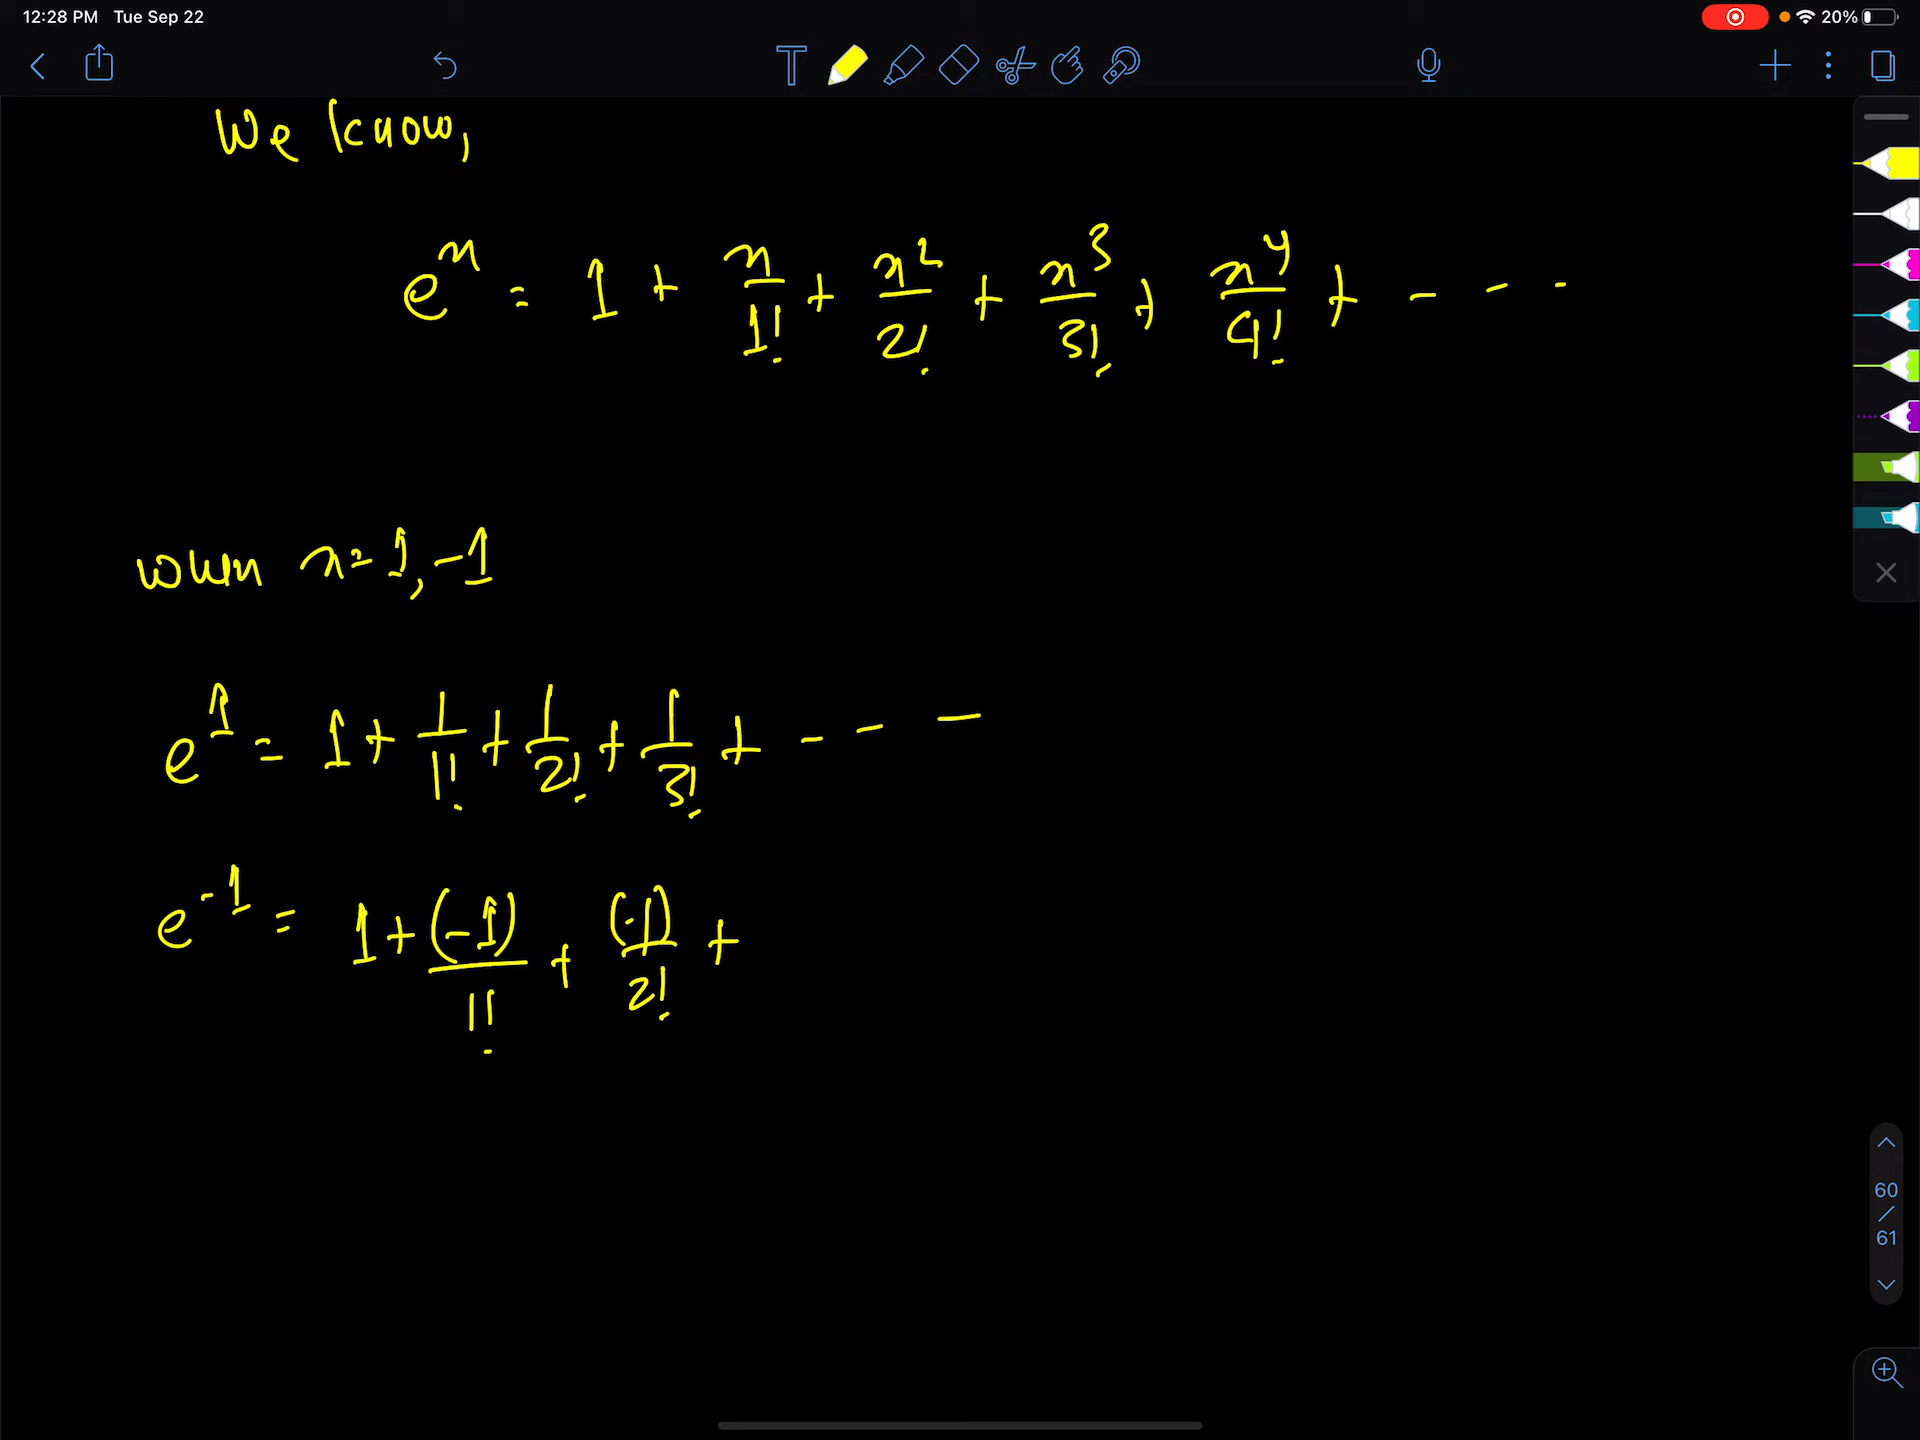 12:28 PM Tue Sep 22 20%
We know,
e^x = 1 + x/1! + x^2/2! + x^3/3! + x^4/4! + - - -
when x = 1, -1
e^1 = 1 + 1/1! + 1/2! + 1/3! + - - -
e^-1 = 1 + (-1)/1! + (-1)/2! +
60
/
61